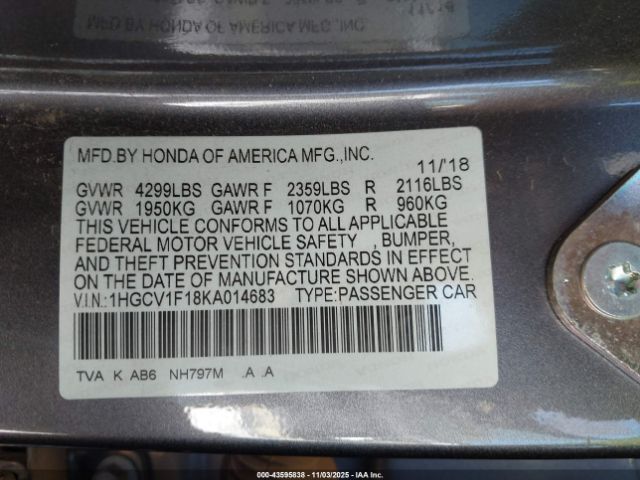 MFD.BY HONDA OF AMERICA MFG.,INC.
11/'18
GVWR 4299LBS GAWR F 2359LBS R 2116LBS
GVWR 1950KG GAWR F 1070KG R 960KG
THIS VEHICLE CONFORMS TO ALL APPLICABLE
FEDERAL MOTOR VEHICLE SAFETY , BUMPER,
AND THEFT PREVENTION STANDARDS IN EFFECT
ON THE DATE OF MANUFACTURE SHOWN ABOVE.
V.I.N.:1HGCV1F18KA014683 TYPE:PASSENGER CAR
TVA K AB6 NH797M .A .A
000-43595838 - 11/03/2025 - IAA Inc.